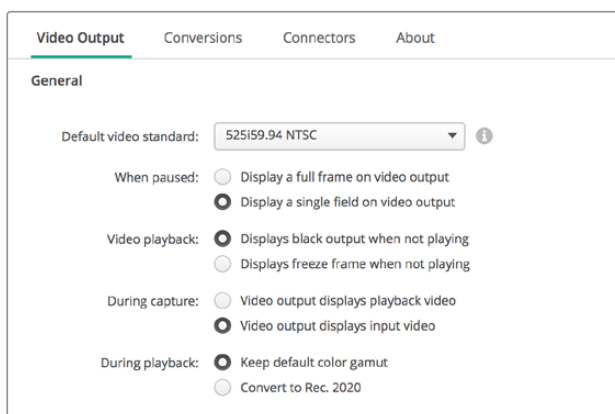 Video Output Conversions Connectors About
General
Default video standard: 525i59.94 NTSC
When paused: Display a full frame on video output
Display a single field on video output
Video playback: Displays black output when not playing
Displays freeze frame when not playing
During capture: Video output displays playback video
Video output displays input video
During playback: Keep default color gamut
Convert to Rec. 2020